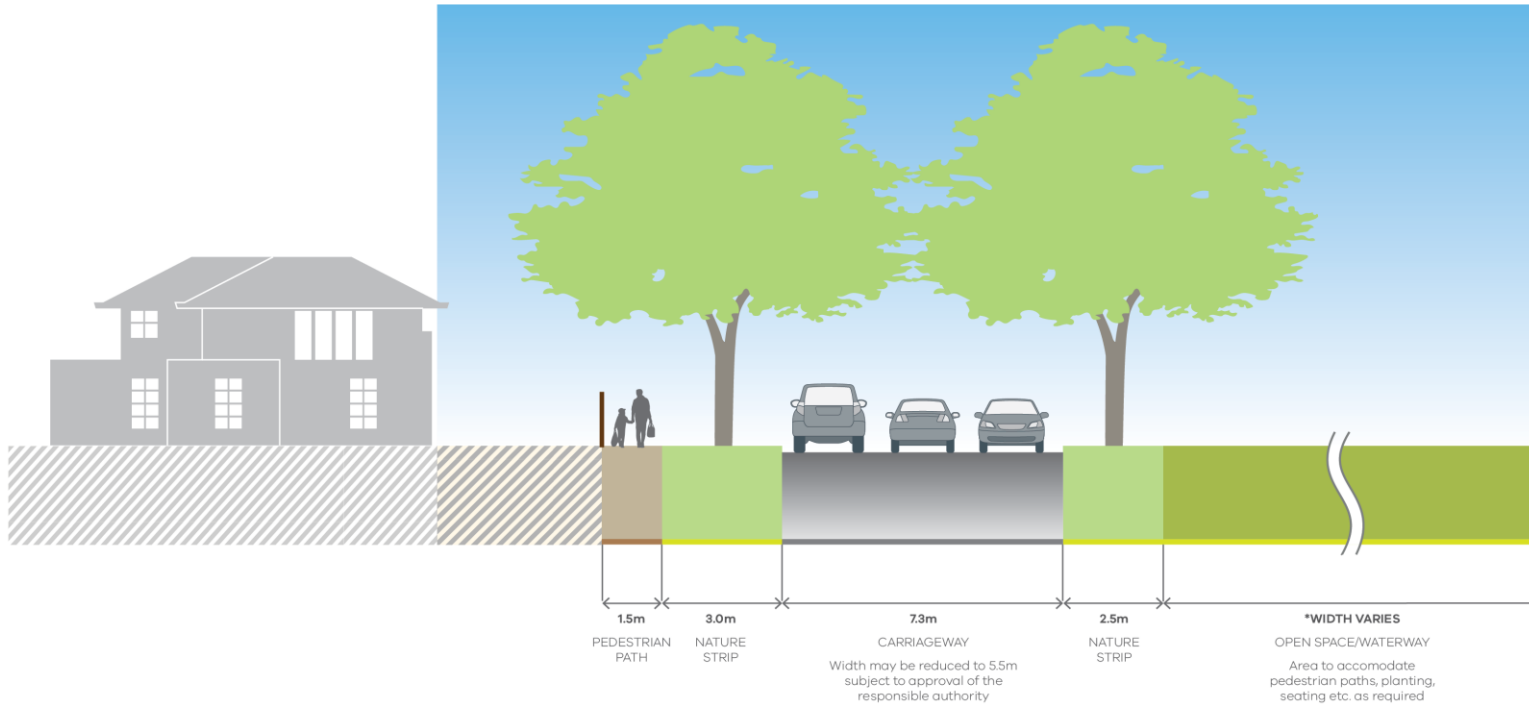 1.5m
PEDESTRIAN
PATH
3.0m
NATURE
STRIP
7.3m
CARRIAGEWAY
Width may be reduced to 5.5m
subject to approval of the
responsible authority
2.5m
NATURE
STRIP
*WIDTH VARIES
OPEN SPACE/WATERWAY
Area to accomodate
pedestrian paths, planting,
seating etc. as required